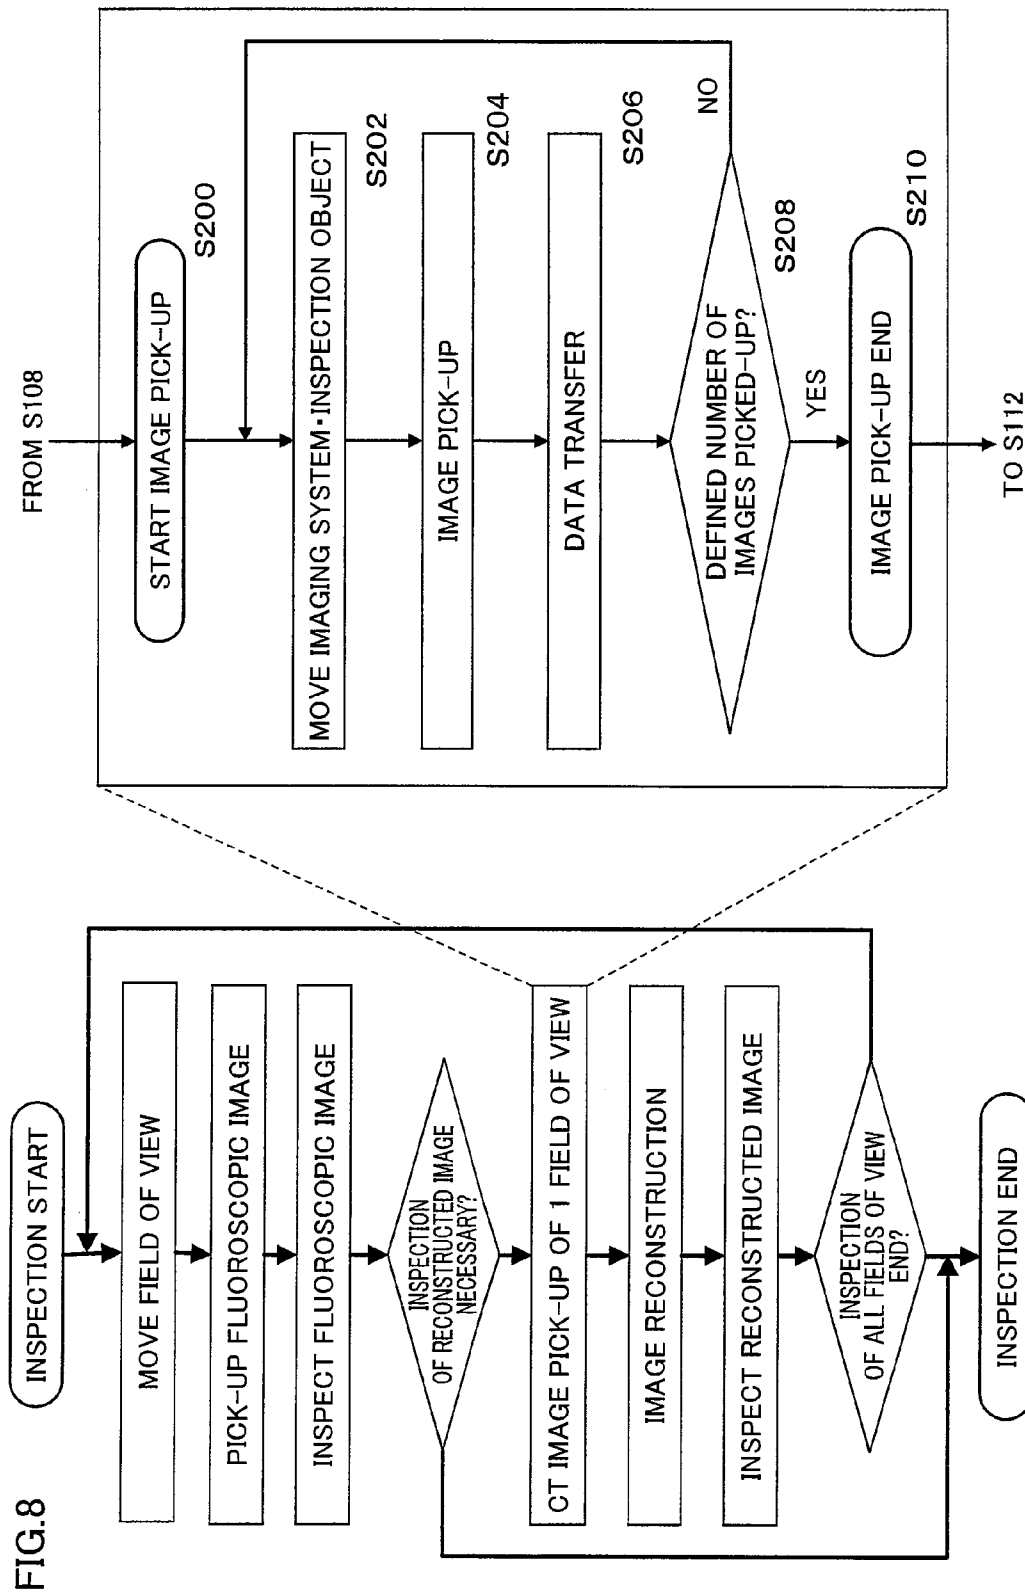 FIG.8
INSPECTION START
MOVE FIELD OF VIEW
PICK-UP FLUOROSCOPIC IMAGE
INSPECT FLUOROSCOPIC IMAGE
INSPECTION
OF RECONSTRUCTED IMAGE
NECESSARY?
CT IMAGE PICK-UP OF 1 FIELD OF VIEW
IMAGE RECONSTRUCTION
INSPECT RECONSTRUCTED IMAGE
INSPECTION
OF ALL FIELDS OF VIEW
END?
INSPECTION END
FROM S108
START IMAGE PICK-UP
S200
MOVE IMAGING SYSTEM·INSPECTION OBJECT
S202
IMAGE PICK-UP
S204
DATA TRANSFER
S206
DEFINED NUMBER OF
IMAGES PICKED-UP?
S208
NO
YES
IMAGE PICK-UP END
S210
TO S112